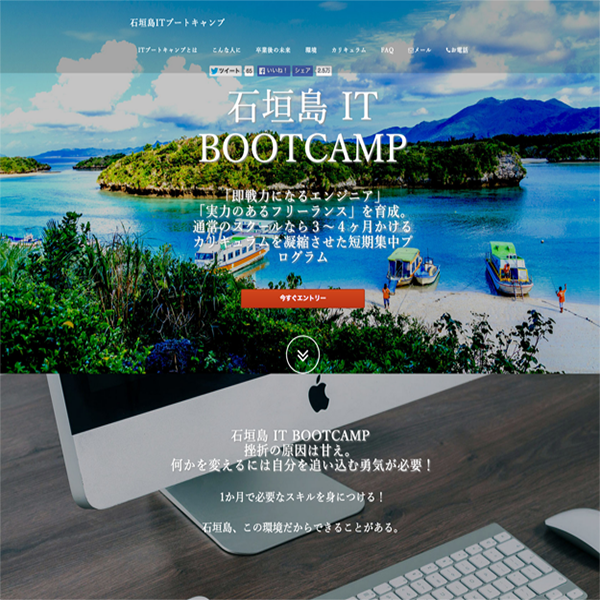 石垣島ITブートキャンプ
ITブートキャンプとは こんな人に 卒業後の未来 環境 カリキュラム FAQ メール お電話
ツイート 65 いいね！ シェア 2.5万
石垣島 IT
BOOTCAMP
「即戦力になるエンジニア」
「実力のあるフリーランス」を育成。
通常のスクールなら３〜４ヶ月かける
カリキュラムを凝縮させた短期集中プ
ログラム
今すぐエントリー
石垣島 IT BOOTCAMP
挫折の原因は甘え。
何かを変えるには自分を追い込む勇気が必要！
1か月で必要なスキルを身につける！
石垣島、この環境だからできることがある。